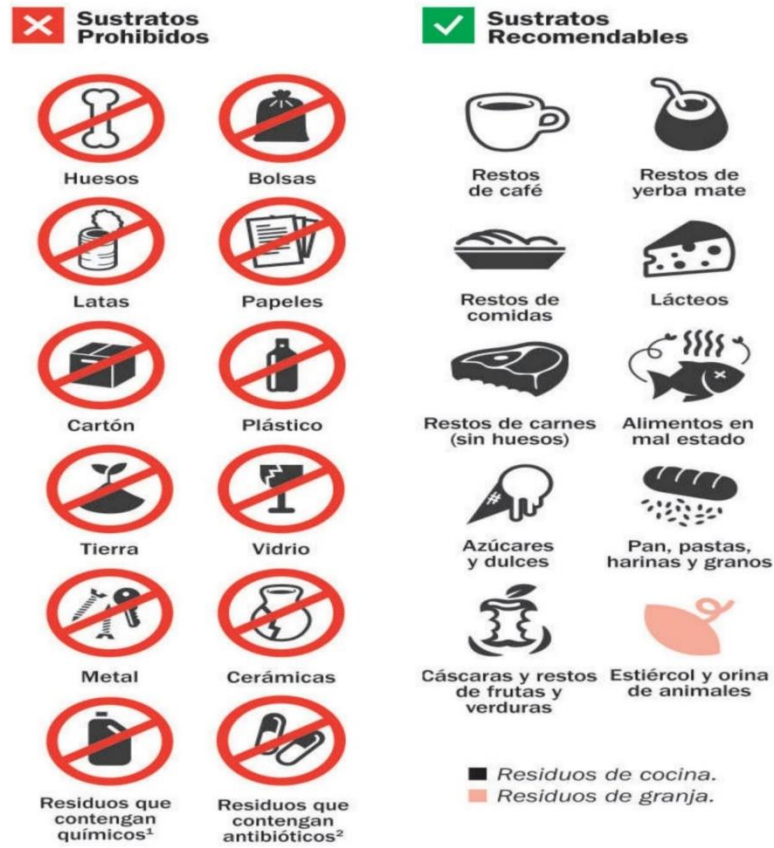 Sustratos
Prohibidos
Huesos
Bolsas
Latas
Papeles
Cartón
Plástico
Tierra
Vidrio
Metal
Cerámicas
Residuos que
contengan
químicos¹
Residuos que
contengan
antibióticos²
Sustratos
Recomendables
Restos
de café
Restos de
yerba mate
Restos de
comidas
Lácteos
Restos de carnes
(sin huesos)
Alimentos en
mal estado
Azúcares
y dulces
Pan, pastas,
harinas y granos
Cáscaras y restos
de frutas y
verduras
Estiércol y orina
de animales
Residuos de cocina.
Residuos de granja.